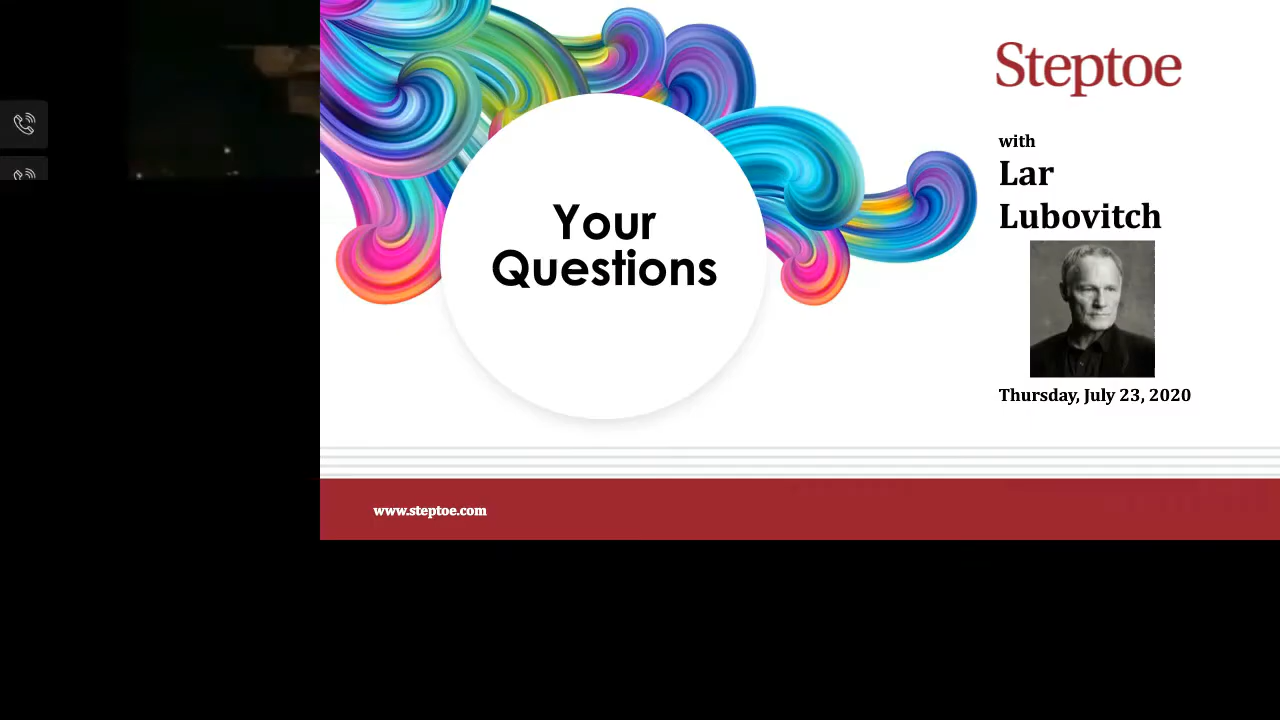 Your
Questions
Steptoe
with
Lar
Lubovitch
Thursday, July 23, 2020
www.steptoe.com